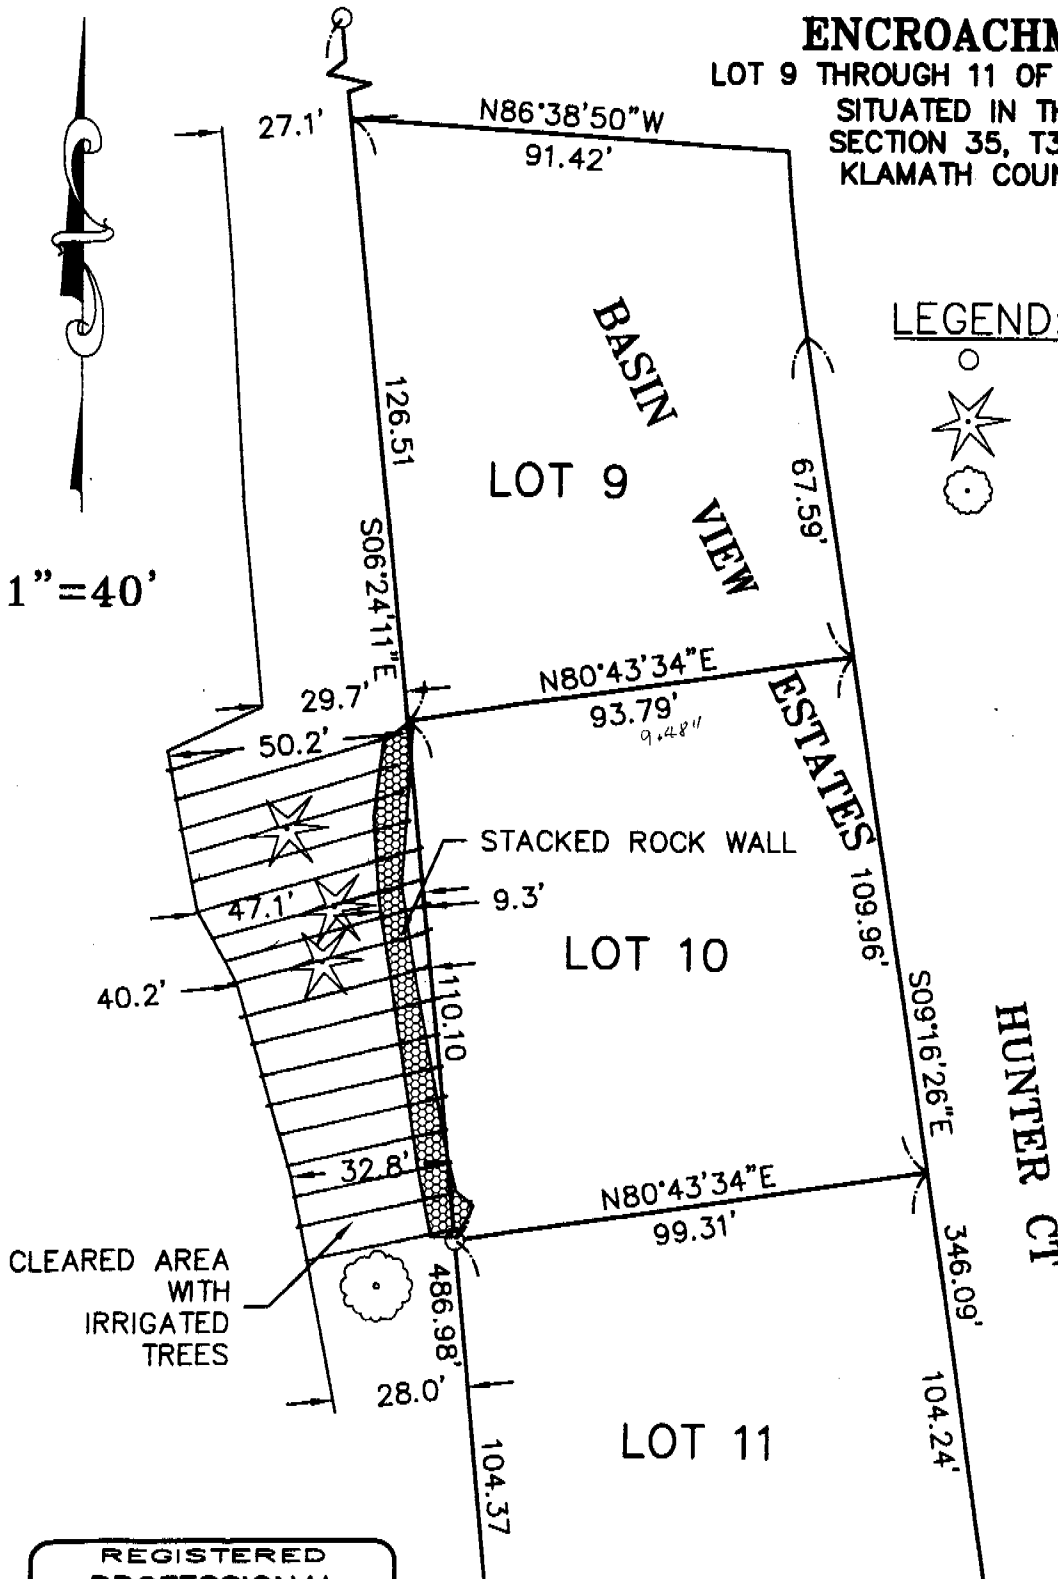 ENCROACHM
LOT 9 THROUGH 11 OF
SITUATED IN TH
SECTION 35, T3
KLAMATH COUN
27.1'
N86°38'50"W
91.42'
LEGEND:
BASIN
VIEW
ESTATES
126.51
LOT 9
67.59'
S06°24'11"E
1"=40'
29.7'
N80°43'34"E
93.79'
9.48"
50.2'
STACKED ROCK WALL
47.1'
9.3'
109.96'
LOT 10
40.2'
110.10
S09°16'26"E
HUNTER CT
32.8'
N80°43'34"E
99.31'
CLEARED AREA
WITH
IRRIGATED
TREES
486.98'
346.09'
28.0'
104.37
LOT 11
104.24'
REGISTERED
PROFESSIONAL